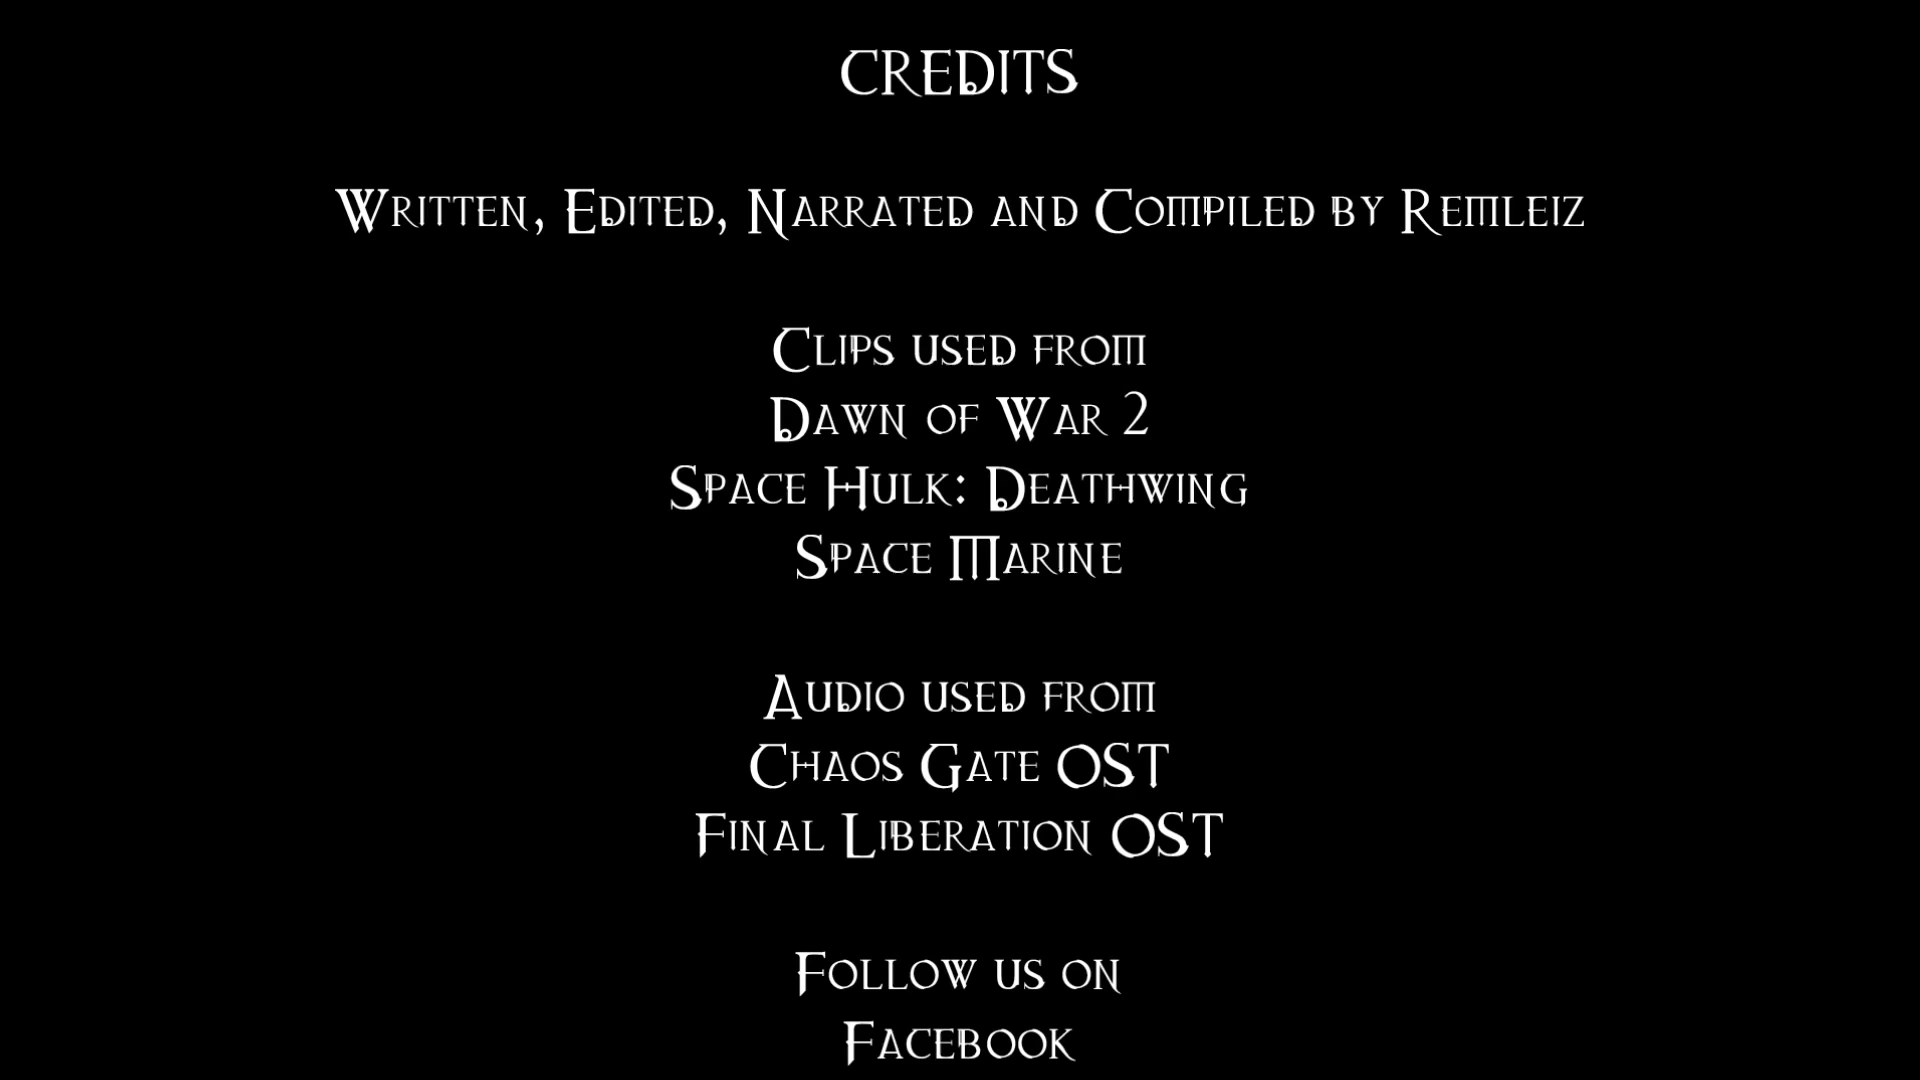 CREDITS
Written, Edited, Narrated and Compiled by Remleiz
Clips used from
Dawn of War 2
Space Hulk: Deathwing
Space Marine
Audio used from
Chaos Gate OST
Final Liberation OST
Follow us on
Facebook